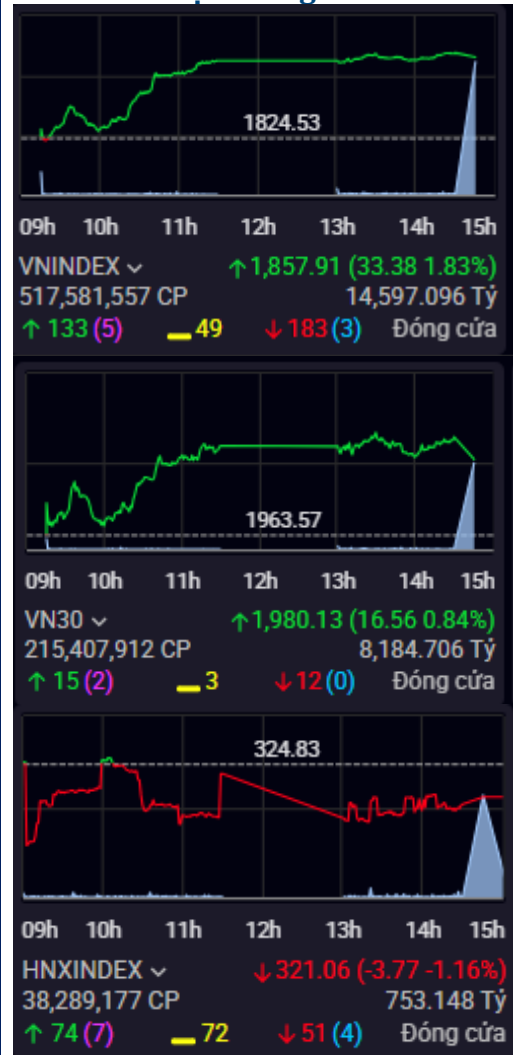 1824.53
09h 10h 11h 12h 13h 14h 15h
VNINDEX ↑1,857.91 (33.38 1.83%)
517,581,557 CP 14,597.096 Tỷ
↑ 133 (5) 49 ↓ 183 (3) Đóng cửa
1963.57
09h 10h 11h 12h 13h 14h 15h
VN30 ↑1,980.13 (16.56 0.84%)
215,407,912 CP 8,184.706 Tỷ
↑ 15 (2) 3 ↓ 12 (0) Đóng cửa
324.83
09h 10h 11h 12h 13h 14h 15h
HNXINDEX ↓321.06 (-3.77 -1.16%)
38,289,177 CP 753.148 Tỷ
↑ 74 (7) 72 ↓ 51 (4) Đóng cửa